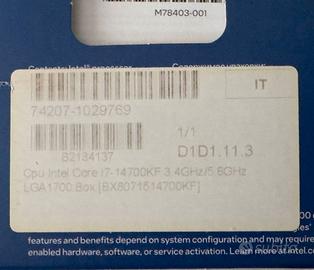 M78403-001
IT
74207-1029769
1/1
B2134137
D1D1.11.3
Cpu Intel Core i7-14700KF 3.4GHz/5.6GHz
LGA1700 Box [BX8071514700KF]
features and benefits depend on system configuration and may require
enabled hardware, software, or service activation. Learn more at intel.co
subito